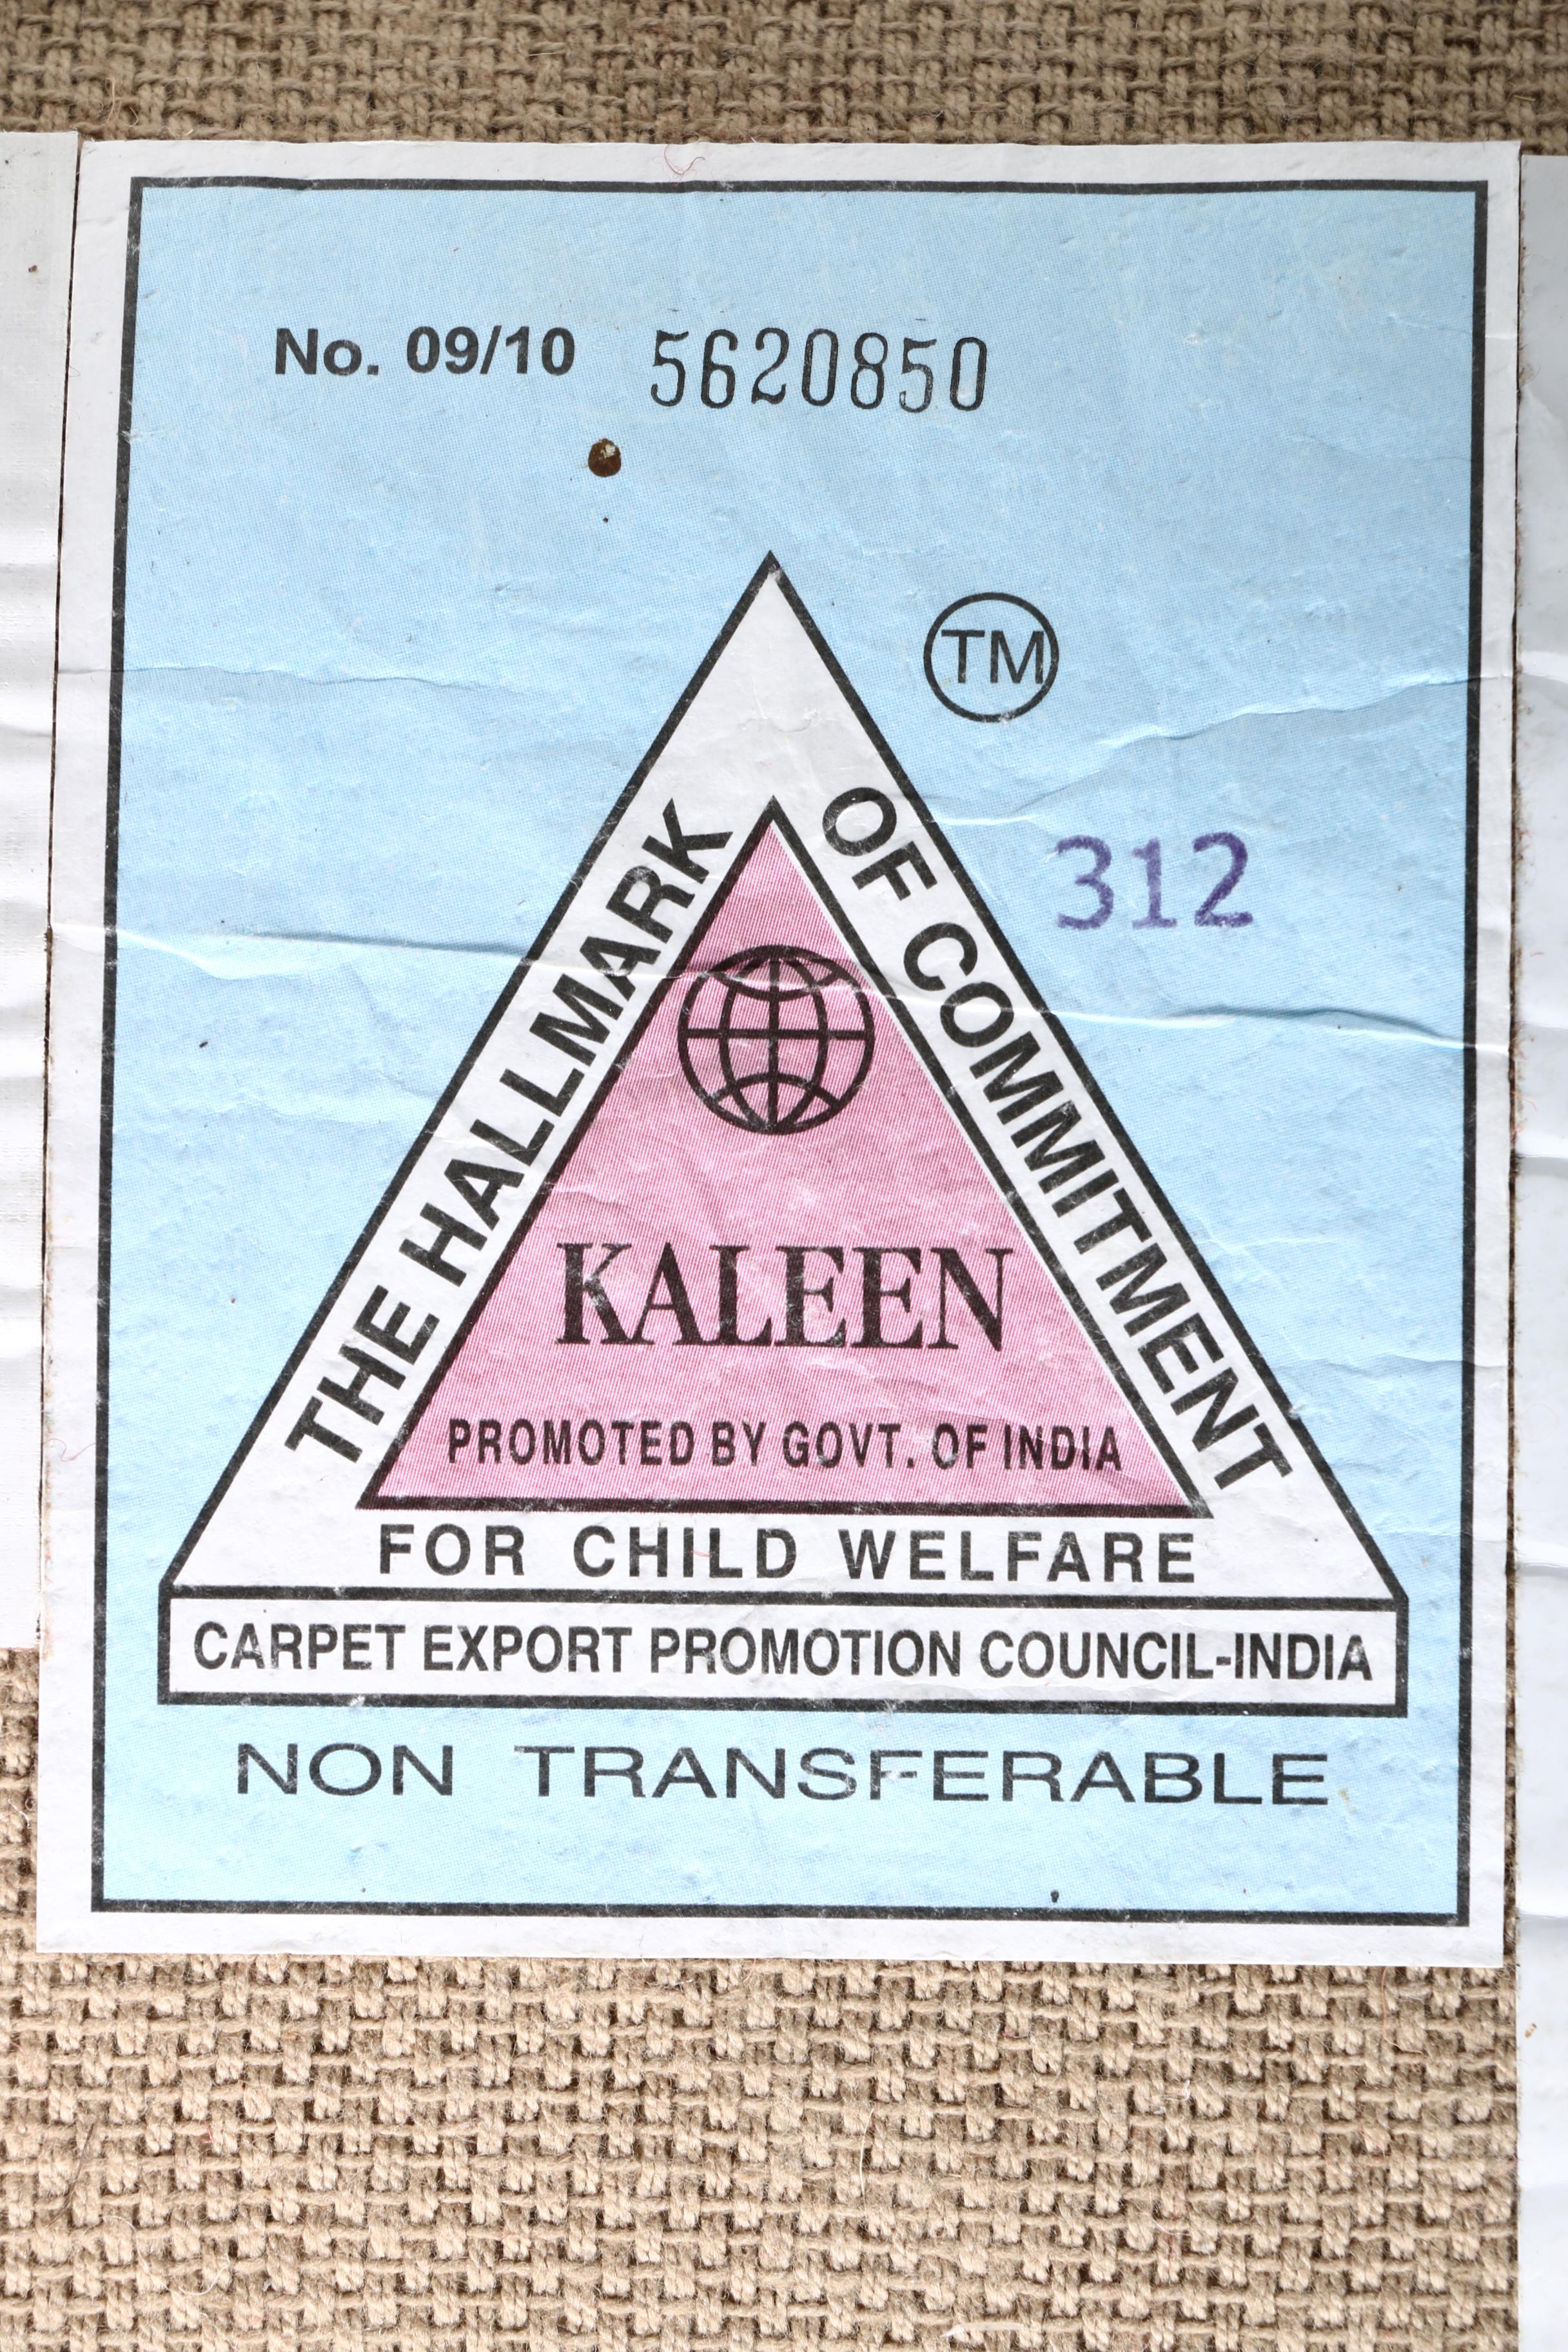 No. 09/10 5620850
TM
312
THE HALLMARK
OF COMMITMENT
KALEEN
PROMOTED BY GOVT. OF INDIA
FOR CHILD WELFARE
CARPET EXPORT PROMOTION COUNCIL-INDIA
NON TRANSFERABLE